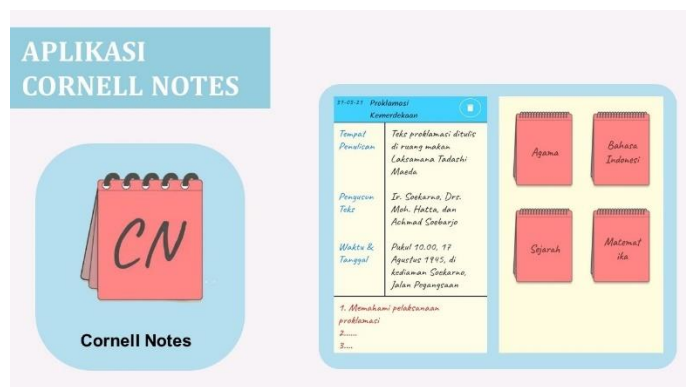 APLIKASI
CORNELL NOTES
CN
Cornell Notes
31-05-21 Proklamasi
Kemerdekaan
Tempat
Penulisan
Teks problamasi ditulis
di ruang makan
Laksamana Tadashi
Maeda
Penyusun
Teks
Ir. Soekarno, Drs.
Moh. Hatta, dan
Achmad Soebarjo
Waktu &
Tanggal
Pukul 10.00, 17
Agustus 1945, di
kediaman Soekarno,
Jalan Pegangsaan
1. Memahami pelaksanaan
proklamasi
2......
3....
Agama
Bahasa
Indonesi
Sejarah
Matemat
ika